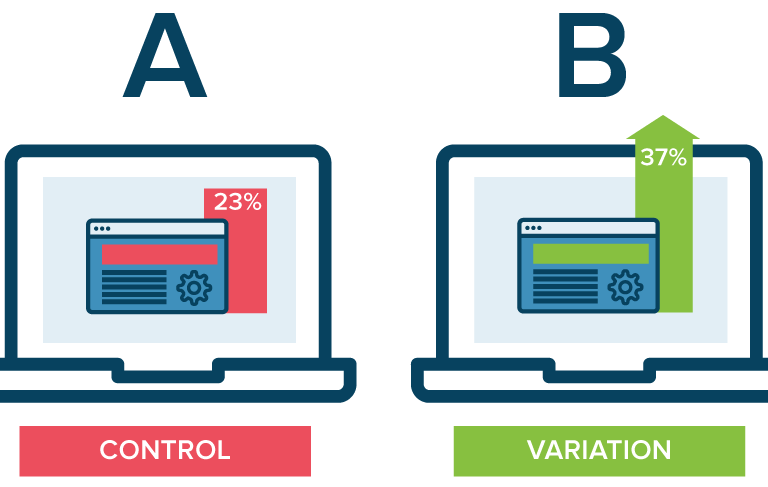 A
B
23%
37%
CONTROL
VARIATION